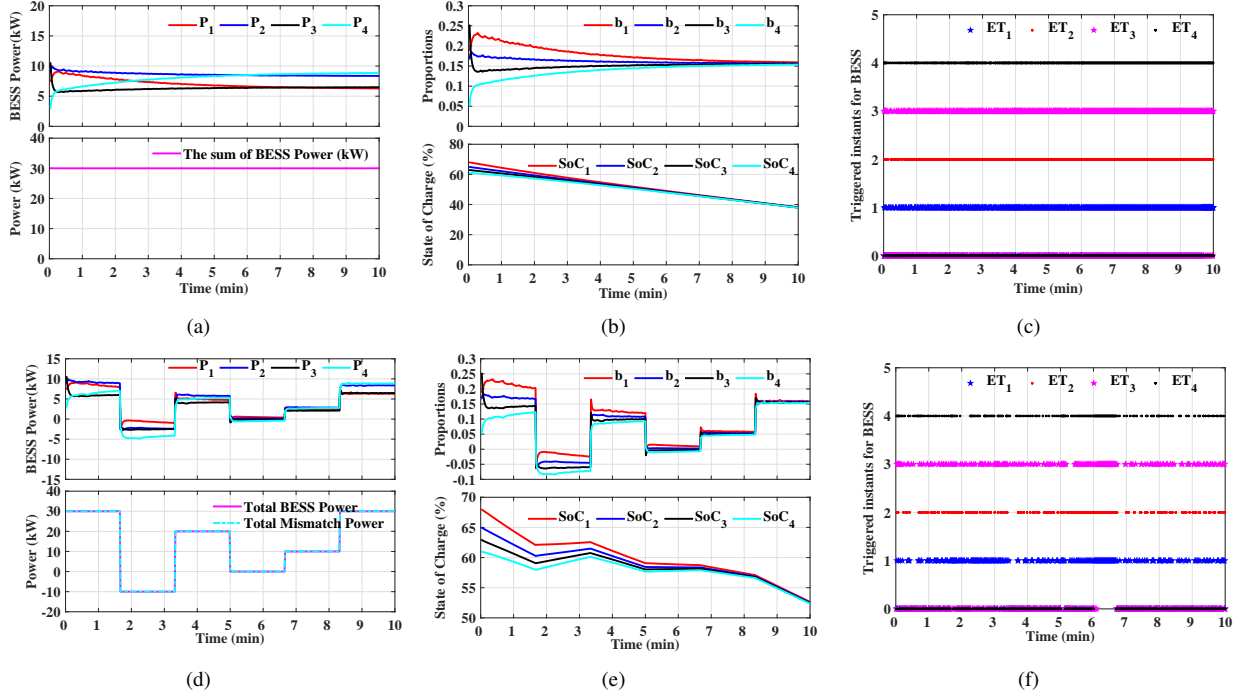 P1 P2 P3 P4
BESS Power(kW)
20
15
10
5
0
The sum of BESS Power (kW)
Power (kW)
40
30
20
10
0
0 1 2 3 4 5 6 7 8 9 10
Time (min)
(a)
b1 b2 b3 b4
Proportions
0.3
0.25
0.2
0.15
0.1
0.05
0
SoC1 SoC2 SoC3 SoC4
State of Charge (%)
80
60
40
20
0
0 1 2 3 4 5 6 7 8 9 10
Time (min)
(b)
ET1 ET2 ET3 ET4
Triggered instants for BESS
5
4
3
2
1
0
0 1 2 3 4 5 6 7 8 9 10
Time (min)
(c)
P1 P2 P3 P4
BESS Power(kW)
15
10
5
0
-5
-10
-15
Total BESS Power
Total Mismatch Power
Power (kW)
40
30
20
10
0
-10
-20
0 1 2 3 4 5 6 7 8 9 10
Time (min)
(d)
b1 b2 b3 b4
Proportions
0.3
0.25
0.2
0.15
0.1
0.05
0
-0.05
-0.1
SoC1 SoC2 SoC3 SoC4
State of Charge (%)
70
65
60
55
50
0 1 2 3 4 5 6 7 8 9 10
Time (min)
(e)
ET1 ET2 ET3 ET4
Triggered instants for BESS
5
4
3
2
1
0
0 1 2 3 4 5 6 7 8 9 10
Time (min)
(f)